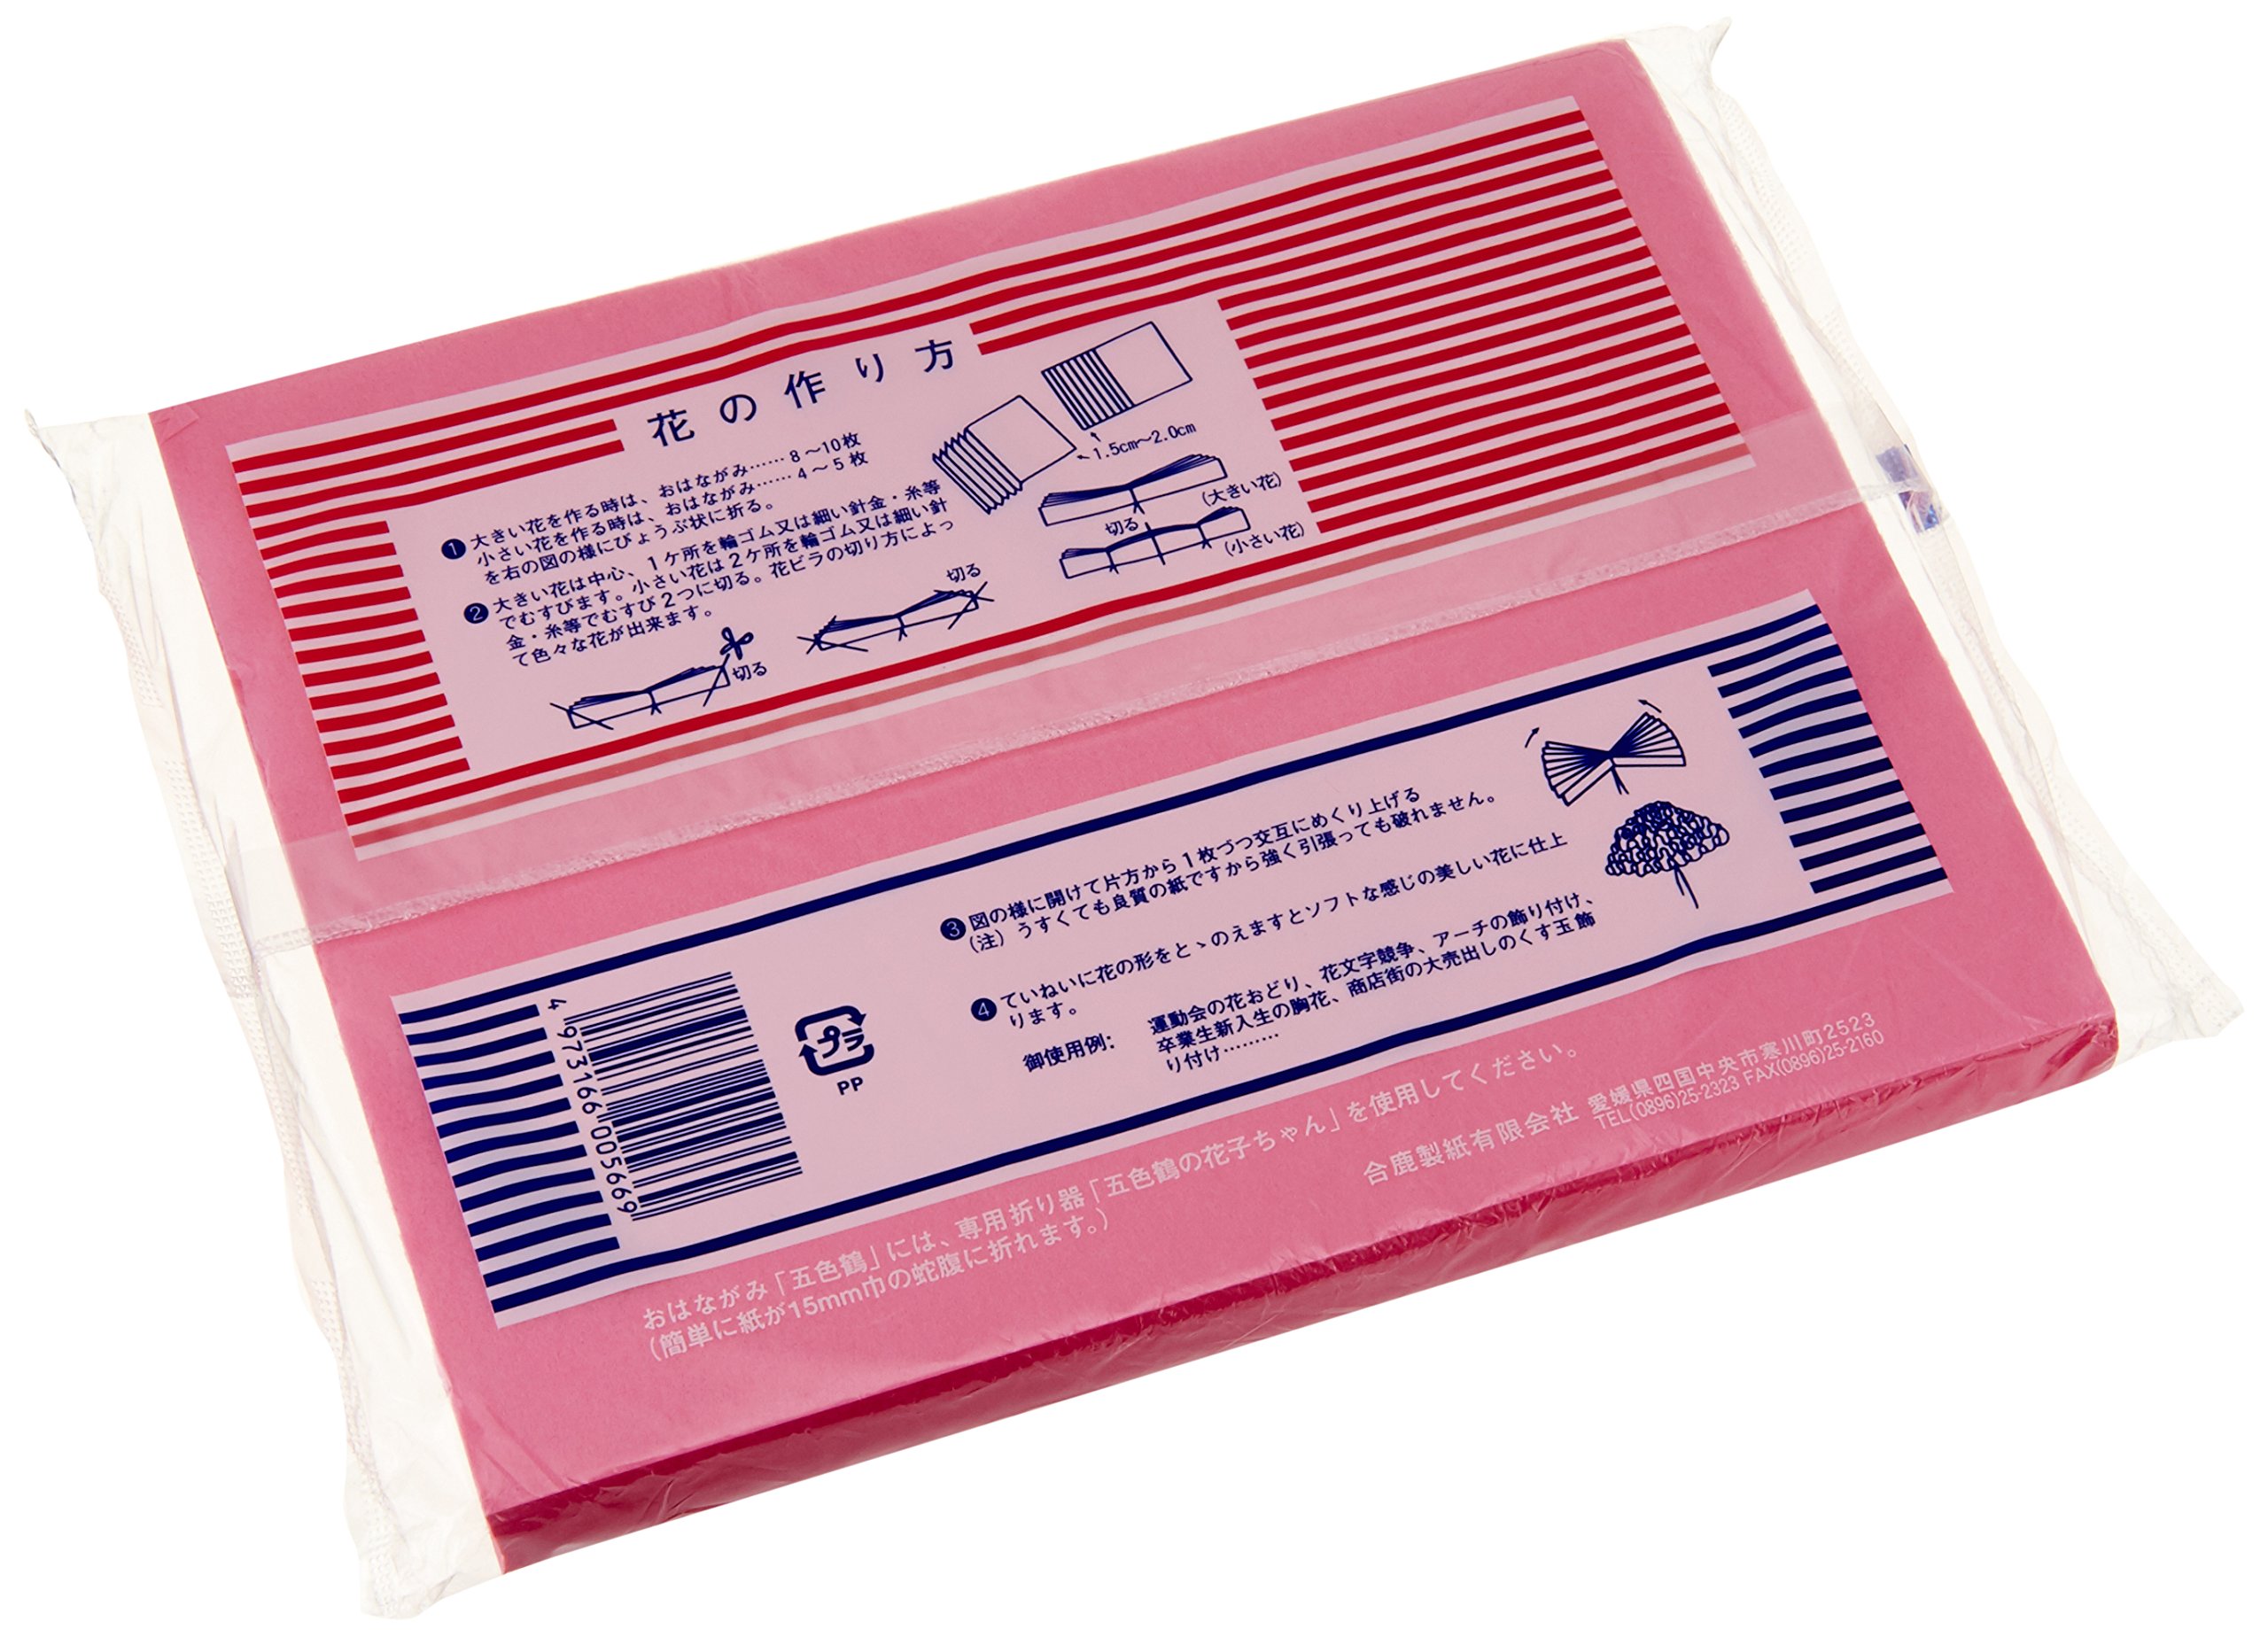 花の作り方
❶大きい花を作る時は、おはながみ……8～10枚
小さい花を作る時は、おはながみ……4～5枚
を右の図の様にびょうぶ状に折る。
❷大きい花は中心、1ケ所を輪ゴム又は細い針金・糸等
でむすびます。小さい花は2ケ所を輪ゴム又は細い針
金・糸等でむすび2つに切る。花ビラの切り方によっ
て色々な花が出来ます。
1.5cm～2.0cm
(大きい花)
切る
(小さい花)
切る
切る
❸図の様に開けて片方から1枚づつ交互にめくり上げる
(注)うすくても良質の紙ですから強く引張っても破れません。
❹ていねいに花の形をとゝのえますとソフトな感じの美しい花に仕上
ります。
御使用例:
運動会の花おどり、花文字競争、アーチの飾り付け、
卒業生新入生の胸花、商店街の大売出しのくす玉飾
り付け………
4973166005669
プラ
PP
おはながみ「五色鶴」には、専用折り器「五色鶴の花子ちゃん」を使用してください。
(簡単に紙が15mm巾の蛇腹に折れます。)
合鹿製紙有限会社
愛媛県四国中央市寒川町2523
TEL(0896)25-2323 FAX(0896)25-2160